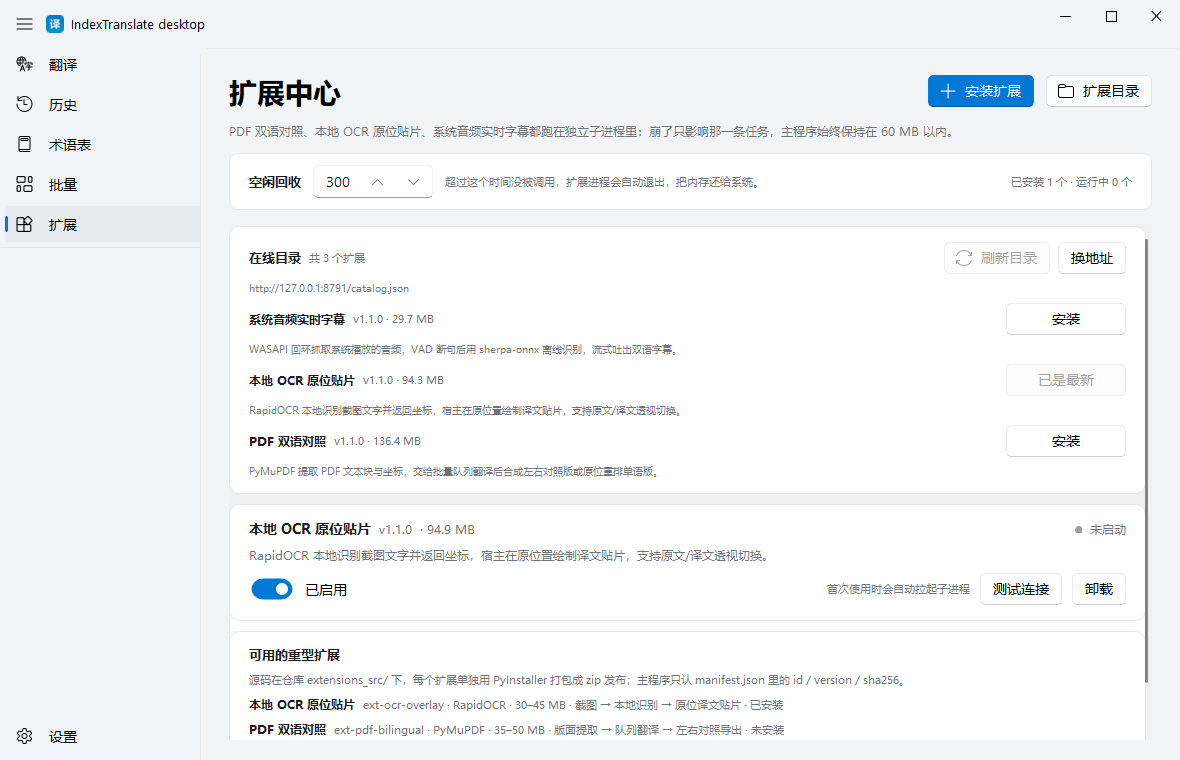 译 IndexTranslate desktop
翻译
历史
术语表
批量
扩展
设置
扩展中心
安装扩展
扩展目录
PDF 双语对照、本地 OCR 原位贴片、系统音频实时字幕都跑在独立子进程里：崩了只影响那一条任务，主程序始终保持在 60 MB 以内。
空闲回收 300 超过这个时间没被调用，扩展进程会自动退出，把内存还给系统。 已安装 1 个 · 运行中 0 个
在线目录 共 3 个扩展 刷新目录 换地址
http://127.0.0.1:8791/catalog.json
系统音频实时字幕 v1.1.0 · 29.7 MB 安装
WASAPI 回环抓取系统播放的音频，VAD 断句后用 sherpa-onnx 离线识别，流式吐出双语字幕。
本地 OCR 原位贴片 v1.1.0 · 94.3 MB 已是最新
RapidOCR 本地识别截图文字并返回坐标，宿主在原位置绘制译文贴片，支持原文/译文透视切换。
PDF 双语对照 v1.1.0 · 136.4 MB 安装
PyMuPDF 提取 PDF 文本块与坐标，交给批量队列翻译后合成左右对照版或原位重排单语版。
本地 OCR 原位贴片 v1.1.0 · 94.9 MB 未启动
RapidOCR 本地识别截图文字并返回坐标，宿主在原位置绘制译文贴片，支持原文/译文透视切换。
已启用 首次使用时会自动拉起子进程 测试连接 卸载
可用的重型扩展
源码在仓库 extensions_src/ 下，每个扩展单独用 PyInstaller 打包成 zip 发布；主程序只认 manifest.json 里的 id / version / sha256。
本地 OCR 原位贴片 ext-ocr-overlay · RapidOCR · 30–45 MB · 截图 → 本地识别 → 原位译文贴片 · 已安装
PDF 双语对照 ext-pdf-bilingual · PyMuPDF · 35–50 MB · 版面提取 → 队列翻译 → 左右对照导出 · 未安装